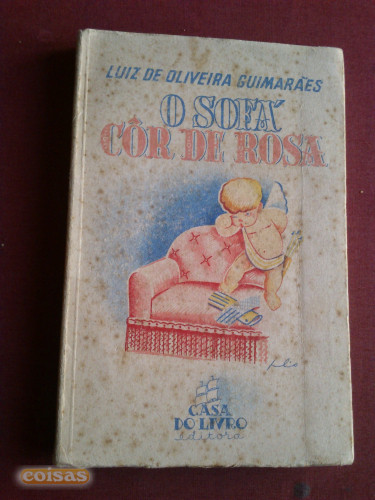 LUIZ DE OLIVEIRA GUIMARÃES
O SOFÁ
CÔR DE ROSA
CASA
DO LIVRO
editora
coisas